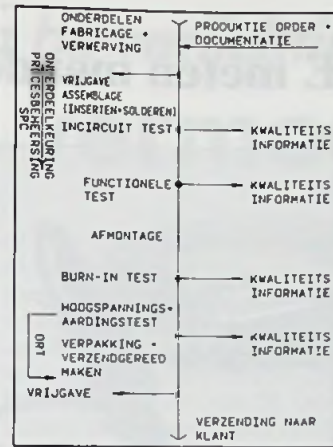 ONDERDELEN
FABRICAGE +
VERWERVING
PRODUKTIE ORDER +
DOCUMENTATIE
ONDERDEELKEURING
PROCESBEHEERSING
SPC
VRIJGAVE
ASSEMBLAGE
(INSERTEN+SOLDEREN)
INCIRCUIT TEST
KWALITEITS
INFORMATIE
FUNCTIONELE
TEST
KWALITEITS
INFORMATIE
AFMONTAGE
BURN-IN TEST
KWALITEITS
INFORMATIE
HOOGSPANNINGS+
AARDINGSTEST
KWALITEITS
INFORMATIE
ORT
VERPAKKING +
VERZENDGEREED
MAKEN
VRIJGAVE
VERZENDING NAAR
KLANT